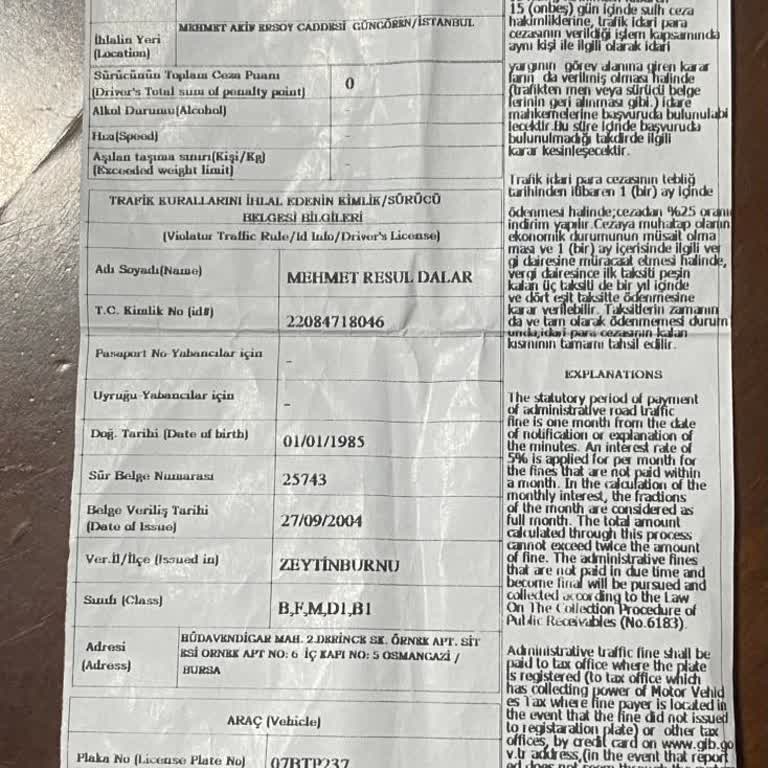 MEHMET AKİF ERSOY CADDESİ GÜNGÖREN/İSTANBUL
İhlalin Yeri
(Location)
Sürücünün Toplam Ceza Puanı
(Driver's Total sum of penalty point)
0
Alkol Durumu(Alcohol)
-
Hız(Speed)
-
Aşılan taşıma sınırı(Kişi/Kg)
(Exceeded weight limit)
-
TRAFİK KURALLARINI İHLAL EDENİN KİMLİK/SÜRÜCÜ
BELGESİ BİLGİLERİ
(Violatur Traffic Rule/Id Info/Driver's License)
Adı Soyadı(Name)
MEHMET RESUL DALAR
T.C. Kimlik No (id#)
22084718046
Pasaport No-Yabancılar için
-
Uyruğu-Yabancılar için
-
Doğ. Tarihi (Date of birth)
01/01/1985
Sür Belge Numarası
25743
Belge Veriliş Tarihi
(Date of Issue)
27/09/2004
Ver.İl/İlçe (Issued in)
ZEYTİNBURNU
Sınıfı (Class)
B,F,M,D1,B1
Adresi
(Adress)
HÜDAVENDİGAR MAH. 2.DERİNCE SK. ÖRNEK APT. SİT
ESİ ORNEK APT NO: 6 İÇ KAPI NO: 5 OSMANGAZİ /
BURSA
ARAÇ (Vehicle)
Plaka No (License Plate No)
07BTP237
15 (onbeş) gün içinde sulh ceza
hakimliklerine, trafik idari para
cezasının verildiği işlem kapsamında
aynı kişi ile ilgili olarak idari
yargının görev alanına giren karar
ların da verilmiş olması halinde
(trafikten men veya sürücü belge
lerinin geri alınması gibi.) idare
mahkemelerine başvuruda bulunulabi
lecektir.Bu süre içinde başvuruda
bulunulmadığı takdirde ilgili
karar kesinleşecektir.
Trafik idari para cezasının tebliğ
tarihinden itibaren 1 (bir) ay içinde
ödenmesi halinde;cezadan %25 oranı
indirim yapılır.Cezaya muhatap olanın
ekonomik durumunun müsait olma
ması ve 1 (bir) ay içerisinde ilgili ver
gi dairesine müracaat etmesi halinde,
vergi dairesince ilk taksiti peşin
kalan üç taksiti de bir yıl içinde
ve dört eşit taksitte ödenmesine
karar verilebilir. Taksitlerin zamanın
da ve tam olarak ödenmemesi durum
unda,idari para cezasının kalan
kısmının tamamı tahsil edilir.
EXPLANATIONS
The statutory period of payment
of administrative road traffic
fine is one month from the date
of notification or explanation of
the minutes. An interest rate of
5% is applied for per month for
the fines that are not paid within
a month. In the calculation of the
monthly interest, the fractions
of the month are considered as
full month. The total amount
calculated through this process
cannot exceed twice the amount
of fine. The administrative fines
that are not paid in due time and
become final will be pursued and
collected according to the Law
On The Collection Procedure of
Public Receivables (No.6183).
Administrative traffic fine shall be
paid to tax office where the plate
is registered (to tax office which
has collecting power of Motor Vehicl
es Tax where fine payer is located in
the event that the fine did not issued
to registaration plate) or other tax
offices, by credit card on www.gib.go
v.tr address,(in the event that report